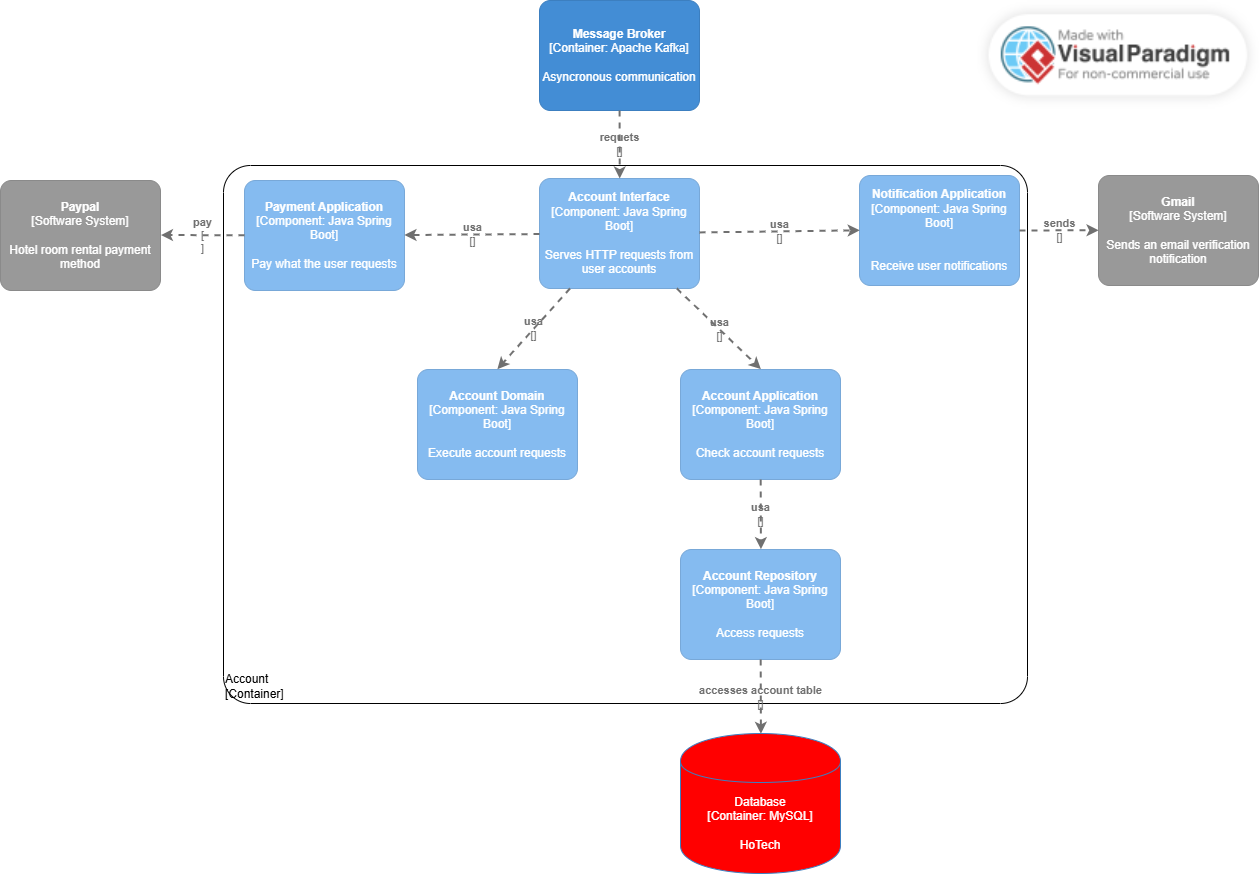 Message Broker
[Container: Apache Kafka]
Asyncronous communication
Made with
Visual Paradigm
For non-commercial use
requets
[]
Paypal
[Software System]
Hotel room rental payment
method
pay
[
]
Payment Application
[Component: Java Spring
Boot]
Pay what the user requests
usa
[]
Account Interface
[Component: Java Spring
Boot]
Serves HTTP requests from
user accounts
usa
[]
Notification Application
[Component: Java Spring
Boot]
Receive user notifications
sends
[]
Gmail
[Software System]
Sends an email verification
notification
usa
[]
usa
[]
Account Domain
[Component: Java Spring
Boot]
Execute account requests
Account Application
[Component: Java Spring
Boot]
Check account requests
usa
[]
Account Repository
[Component: Java Spring
Boot]
Access requests
Account
[Container]
accesses account table
[]
Database
[Container: MySQL]
HoTech